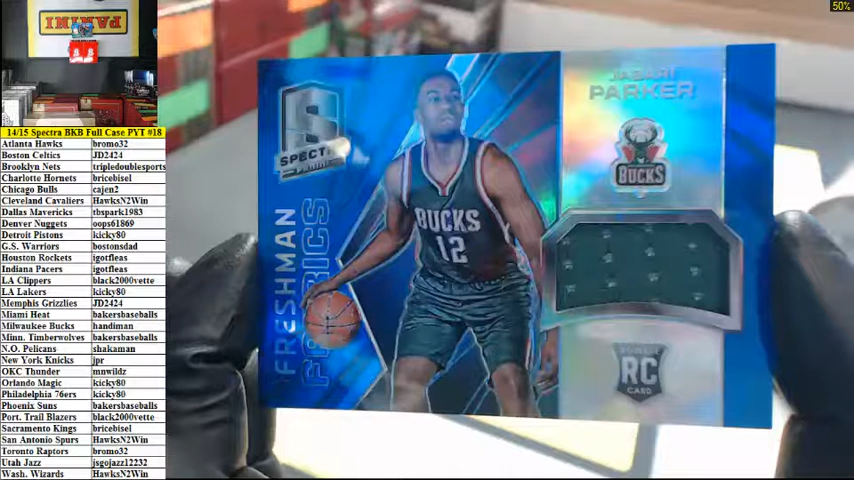 50%
PANINI
14/15 Spectra BKB Full Case PYT #18
Atlanta Hawks bromo32
Boston Celtics JD2424
Brooklyn Nets tripledoublesports
Charlotte Hornets bricebisel
Chicago Bulls cajen2
Cleveland Cavaliers HawksN2Win
Dallas Mavericks tbspark1983
Denver Nuggets oops61869
Detroit Pistons kicky80
G.S. Warriors bostonsdad
Houston Rockets igotfleas
Indiana Pacers igotfleas
LA Clippers black2000vette
LA Lakers kicky80
Memphis Grizzlies JD2424
Miami Heat bakersbaseballs
Milwaukee Bucks handiman
Minn. Timberwolves bakersbaseballs
N.O. Pelicans shakaman
New York Knicks jpr
OKC Thunder mnwildz
Orlando Magic kicky80
Philadelphia 76ers kicky80
Phoenix Suns bakersbaseballs
Port. Trail Blazers black2000vette
Sacramento Kings bricebisel
San Antonio Spurs HawksN2Win
Toronto Raptors bromo32
Utah Jazz jsgojazz12232
Wash. Wizards HawksN2Win
S
SPECTRA
FRESHMAN
FABRICS
BUCKS
12
JABARI
PARKER
BUCKS
RC
CARD